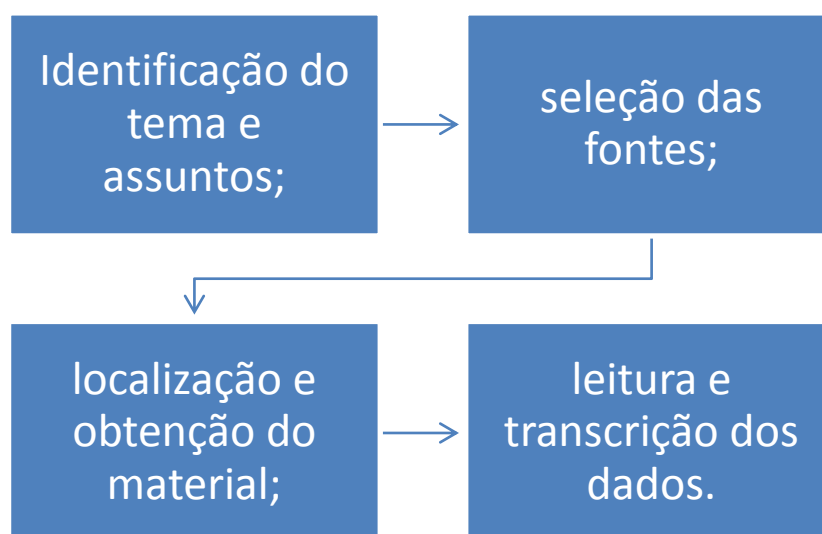 Identificação do
tema e
assuntos;
seleção das
fontes;
localização e
obtenção do
material;
leitura e
transcrição dos
dados.